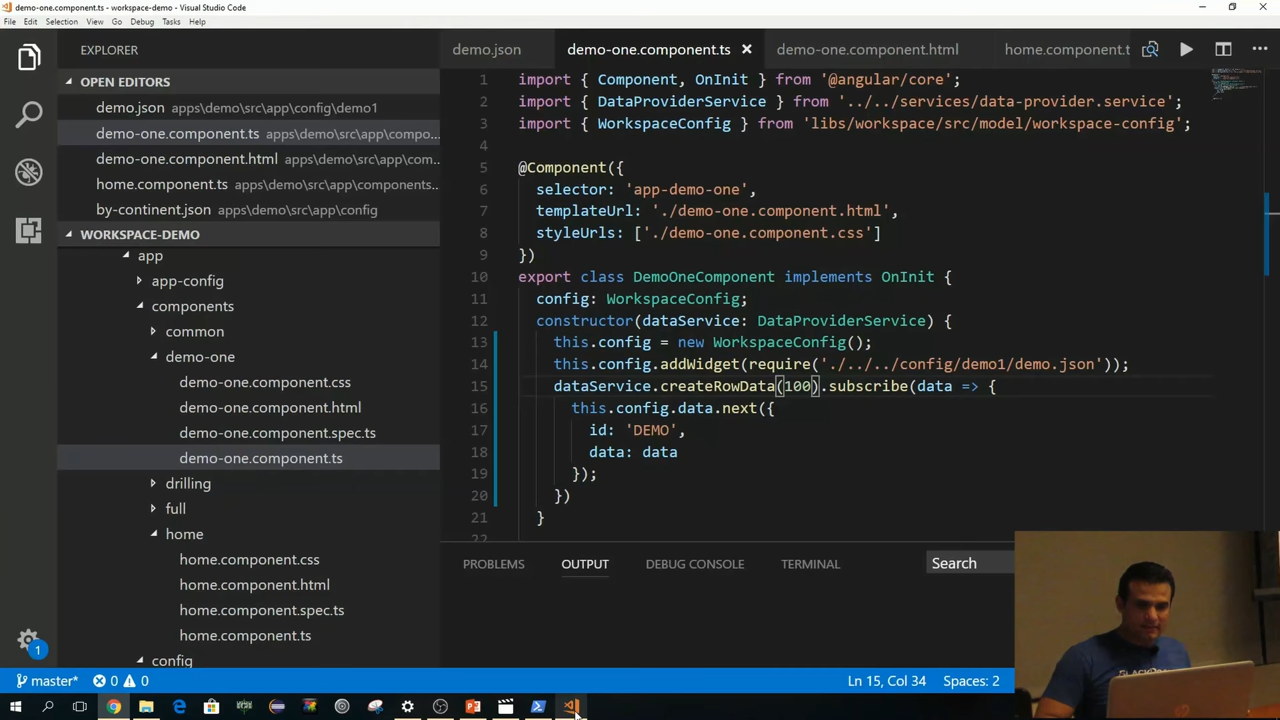 demo-one.component.ts - workspace-demo - Visual Studio Code
File Edit Selection View Go Debug Tasks Help
EXPLORER
OPEN EDITORS
demo.json apps\demo\src\app\config\demo1
demo-one.component.ts apps\demo\src\app\compo...
demo-one.component.html apps\demo\src\app\com...
home.component.ts apps\demo\src\app\components...
by-continent.json apps\demo\src\app\config
WORKSPACE-DEMO
app
app-config
components
common
demo-one
demo-one.component.css
demo-one.component.html
demo-one.component.spec.ts
demo-one.component.ts
drilling
full
home
home.component.css
home.component.html
home.component.spec.ts
home.component.ts
config
1
demo.json demo-one.component.ts demo-one.component.html home.component.t
1 import { Component, OnInit } from '@angular/core';
2 import { DataProviderService } from '../../services/data-provider.service';
3 import { WorkspaceConfig } from 'libs/workspace/src/model/workspace-config';
4
5 @Component({
6 selector: 'app-demo-one',
7 templateUrl: './demo-one.component.html',
8 styleUrls: ['./demo-one.component.css']
9 })
10 export class DemoOneComponent implements OnInit {
11 config: WorkspaceConfig;
12 constructor(dataService: DataProviderService) {
13 this.config = new WorkspaceConfig();
14 this.config.addWidget(require('./../../config/demo1/demo.json'));
15 dataService.createRowData(100).subscribe(data => {
16 this.config.data.next({
17 id: 'DEMO',
18 data: data
19 });
20 })
21 }
22
PROBLEMS OUTPUT DEBUG CONSOLE TERMINAL Search
master* 0 0 Ln 15, Col 34 Spaces: 2